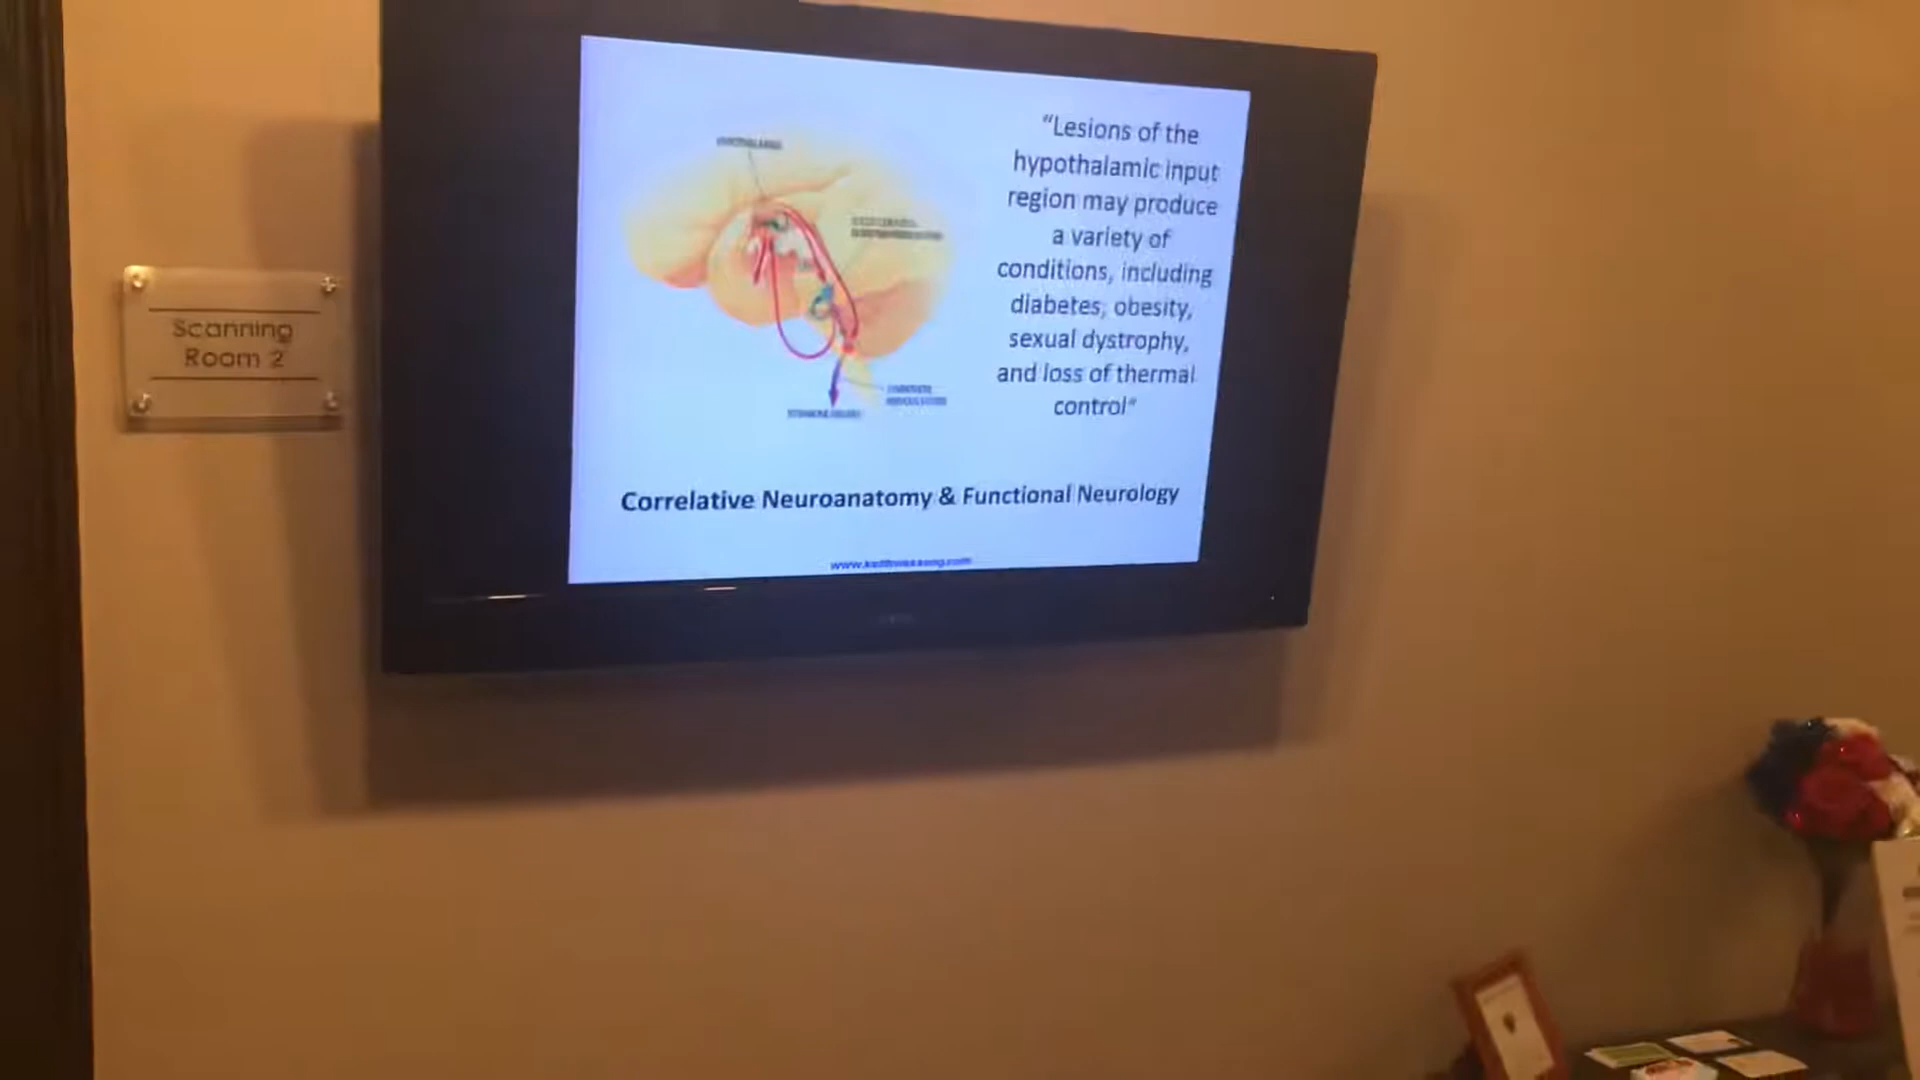 Scanning
Room 2
"Lesions of the
hypothalamic input
region may produce
a variety of
conditions, including
diabetes, obesity,
sexual dystrophy,
and loss of thermal
control"
Correlative Neuroanatomy & Functional Neurology